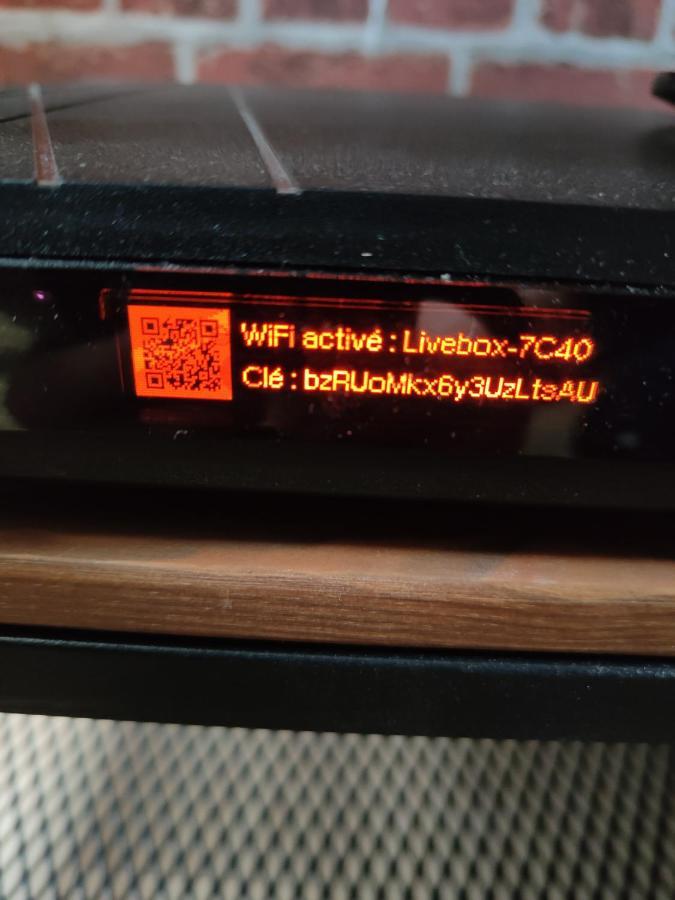 WiFi activé : Livebox-7C40
Clé : bzRUoMkx6y3UzLtsAU